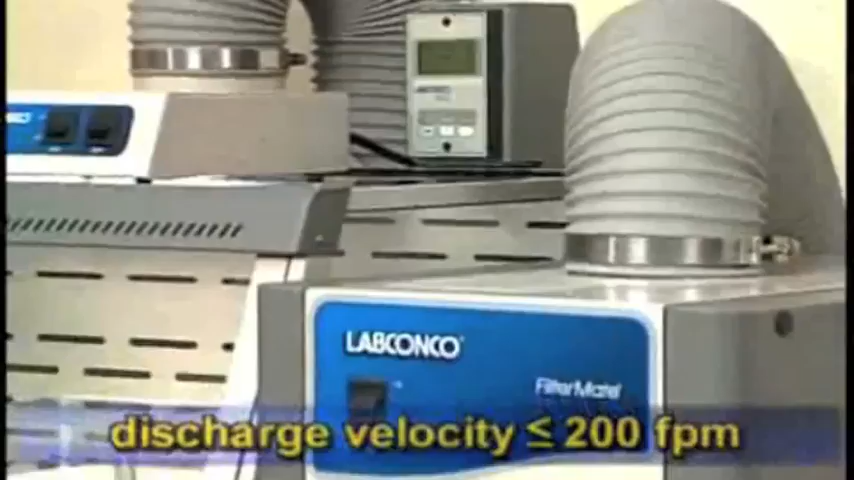 LABCONCO
FilterMate
discharge velocity ≤ 200 fpm